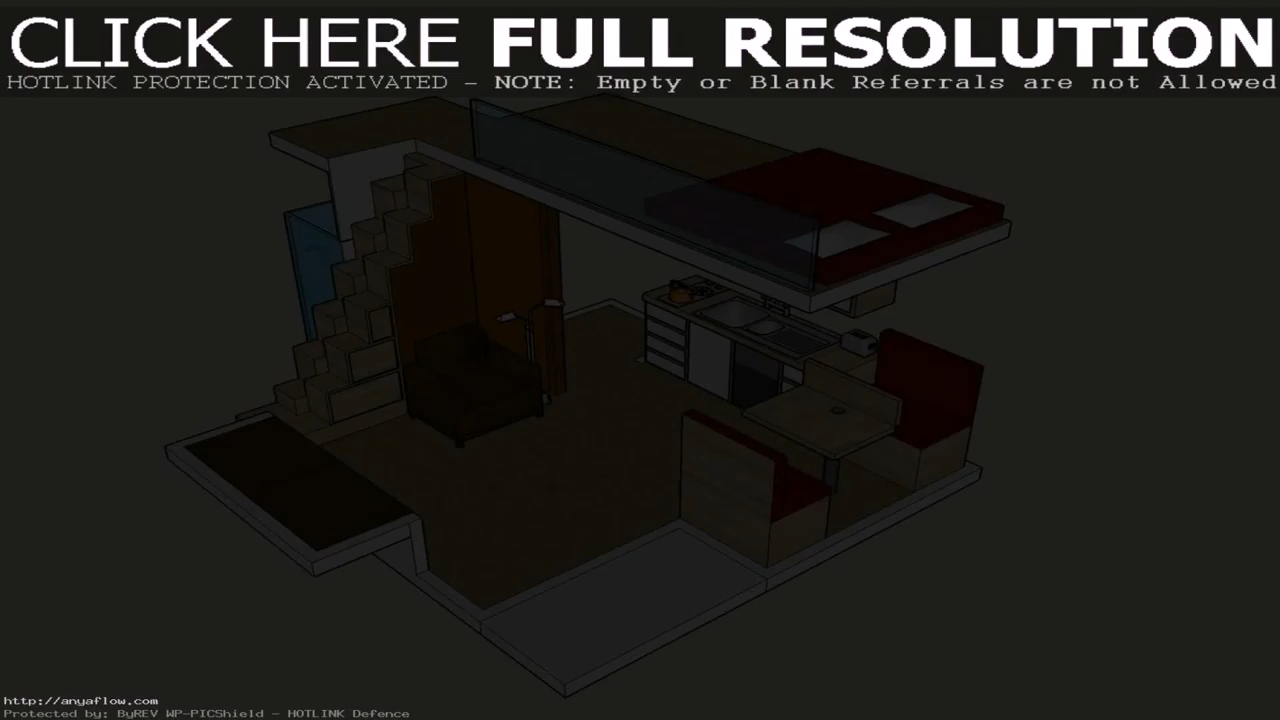 CLICK HERE FULL RESOLUTION
HOTLINK PROTECTION ACTIVATED – NOTE: Empty or Blank Referrals are not Allowed
http://anyaflow.com
Protected by: ByREV WP-PICShield – HOTLINK Defence